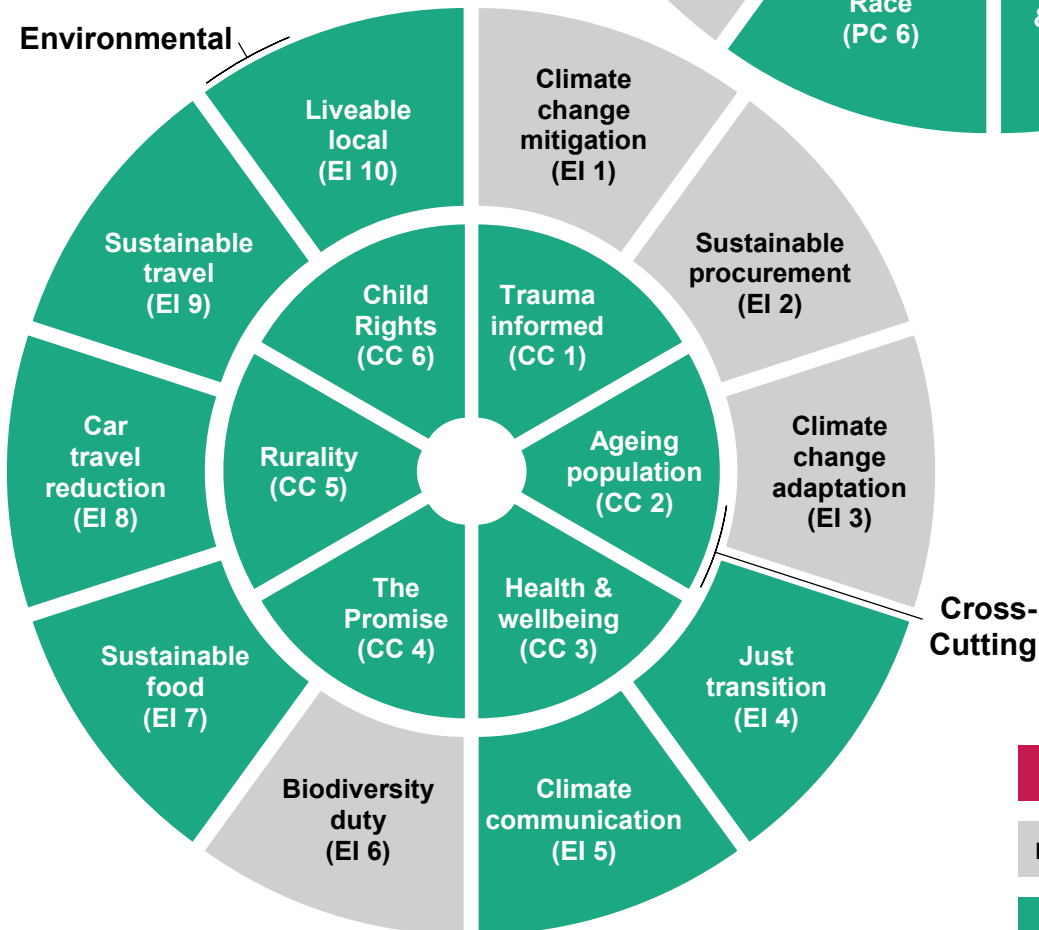 Environmental
Race
(PC 6)
&
Climate
change
mitigation
(EI 1)
Sustainable
procurement
(EI 2)
Climate
change
adaptation
(EI 3)
Just
transition
(EI 4)
Climate
communication
(EI 5)
Biodiversity
duty
(EI 6)
Sustainable
food
(EI 7)
Car
travel
reduction
(EI 8)
Sustainable
travel
(EI 9)
Liveable
local
(EI 10)
Trauma
informed
(CC 1)
Ageing
population
(CC 2)
Health &
wellbeing
(CC 3)
The
Promise
(CC 4)
Rurality
(CC 5)
Child
Rights
(CC 6)
Cross-
Cutting